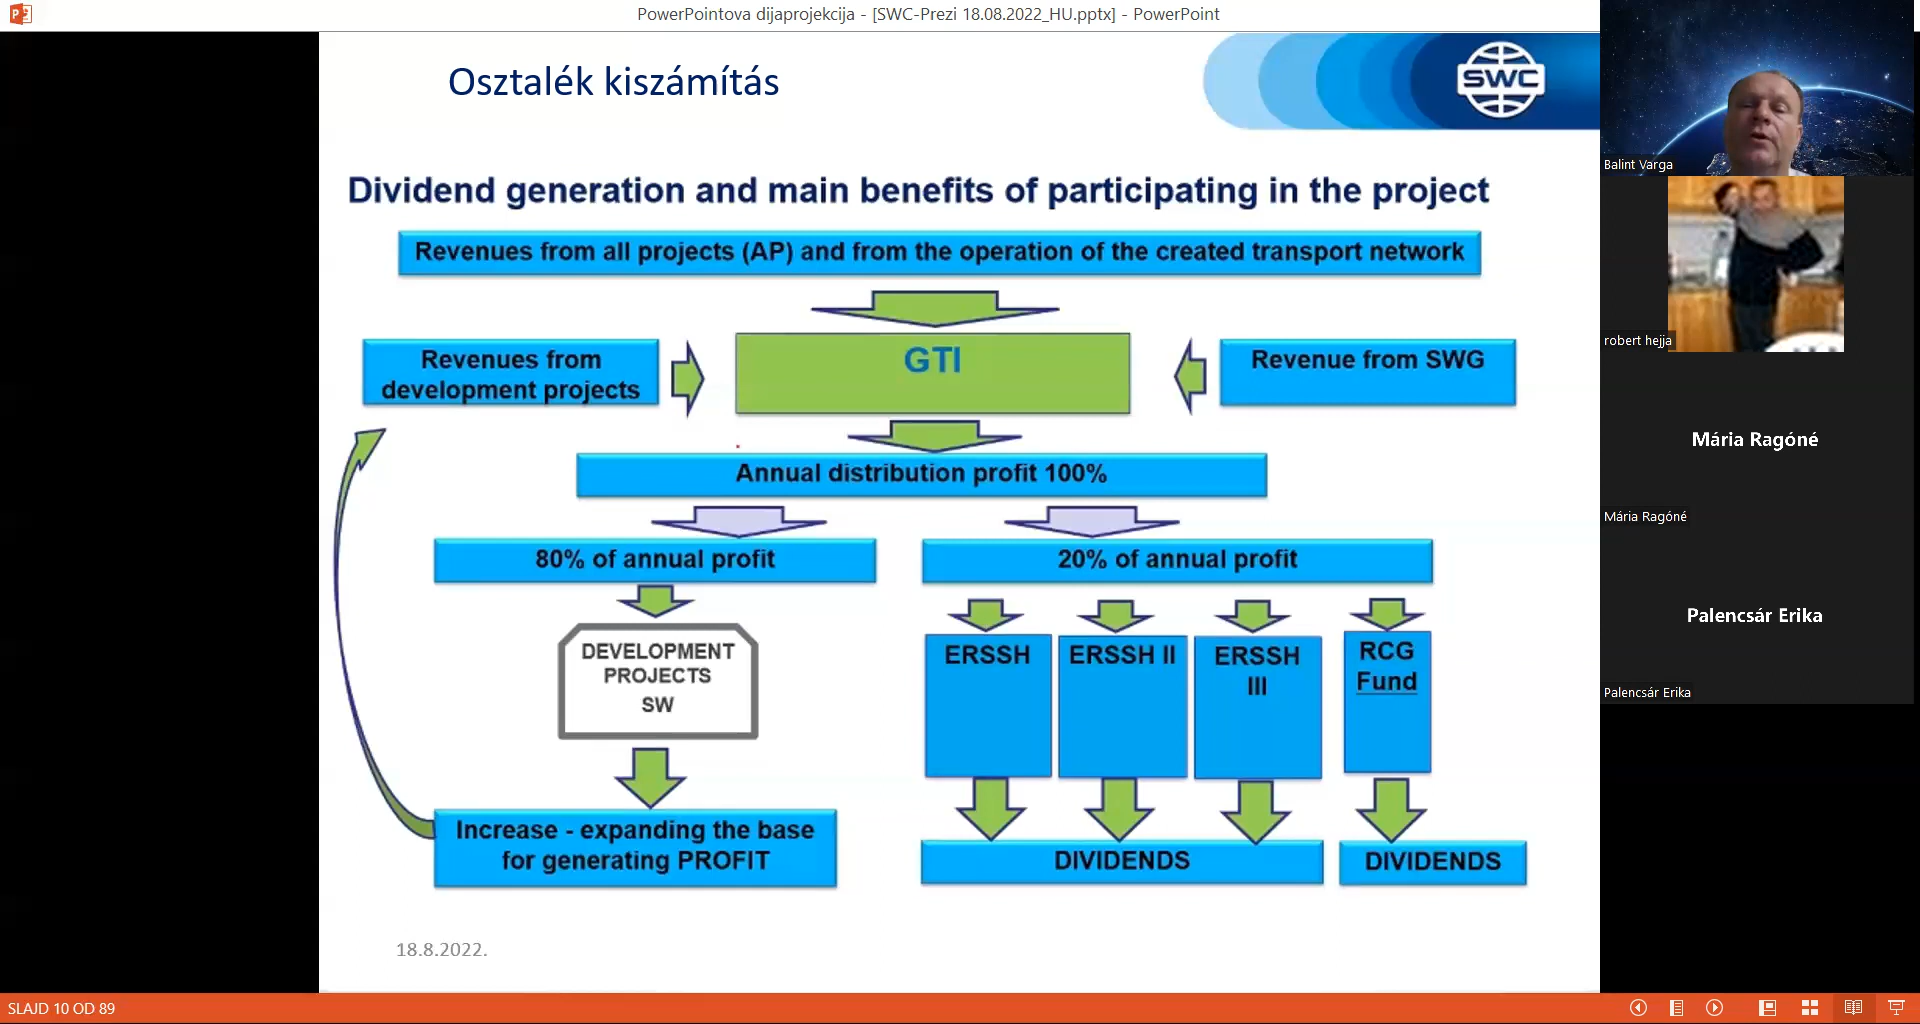 PowerPointova dijaprojekcija - [SWC-Prezi 18.08.2022_HU.pptx] - PowerPoint
Osztalék kiszámítás
SWC
Dividend generation and main benefits of participating in the project
Revenues from all projects (AP) and from the operation of the created transport network
Revenues from
development projects
GTI
Revenue from SWG
Annual distribution profit 100%
80% of annual profit
20% of annual profit
DEVELOPMENT
PROJECTS
SW
ERSSH
ERSSH II
ERSSH
III
RCG
Fund
Increase - expanding the base
for generating PROFIT
DIVIDENDS
DIVIDENDS
18.8.2022.
Balint Varga
robert hejja
Mária Ragóné
Mária Ragóné
Palencsár Erika
Palencsár Erika
SLAJD 10 OD 89